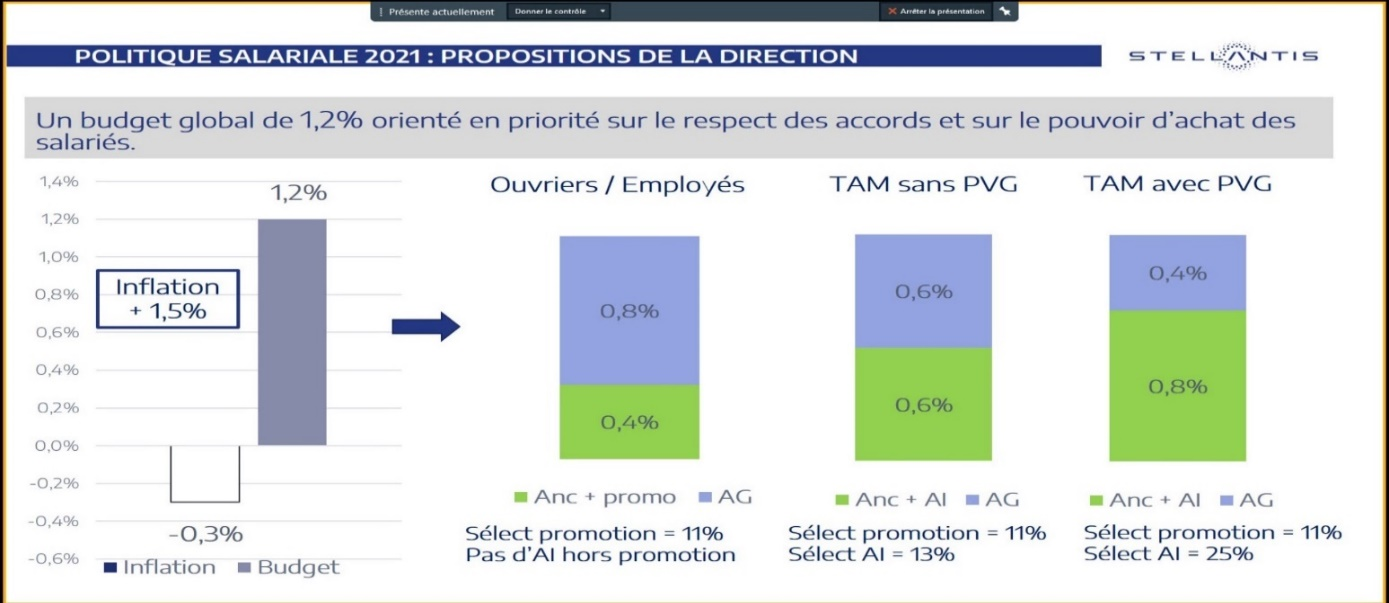 Présente actuellement Donner le contrôle Arrêter la présentation
POLITIQUE SALARIALE 2021 : PROPOSITIONS DE LA DIRECTION
STELLANTIS
Un budget global de 1,2% orienté en priorité sur le respect des accords et sur le pouvoir d'achat des
salariés.
1,4%
1,2%
1,0%
0,8%
0,6%
0,4%
0,2%
0,0%
-0,2%
-0,4%
-0,6%
1,2%
Inflation
+ 1,5%
-0,3%
Inflation Budget
Ouvriers / Employés
0,8%
0,4%
Anc + promo AG
Sélect promotion = 11%
Pas d'AI hors promotion
TAM sans PVG
0,6%
0,6%
Anc + AI AG
Sélect promotion = 11%
Sélect AI = 13%
TAM avec PVG
0,4%
0,8%
Anc + AI AG
Sélect promotion = 11%
Sélect AI = 25%